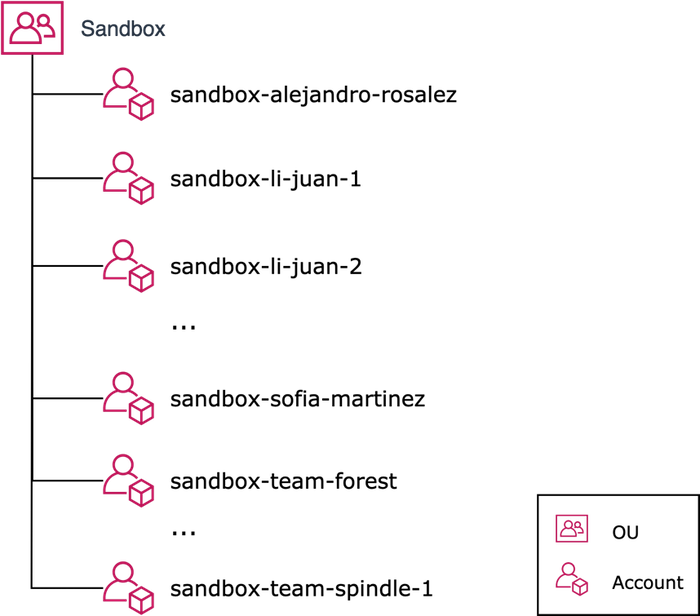 Sandbox
sandbox-alejandro-rosalez
sandbox-li-juan-1
sandbox-li-juan-2
...
sandbox-sofia-martinez
sandbox-team-forest
...
sandbox-team-spindle-1
OU
Account